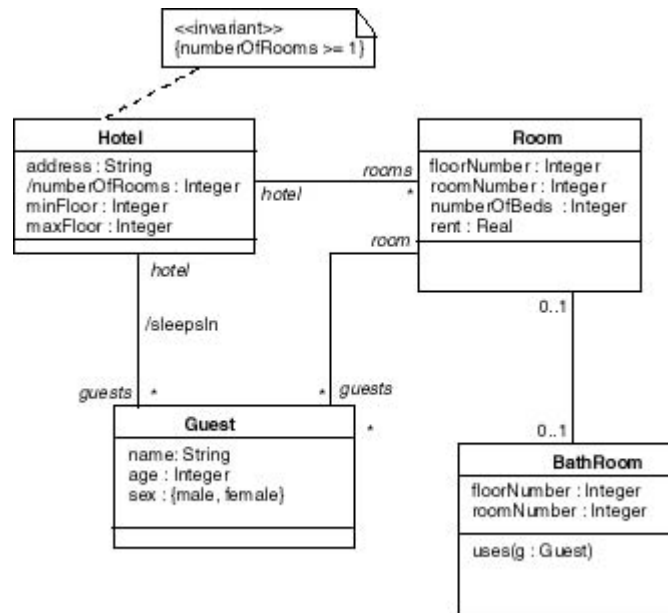 <<invariant>>
{numberOfRooms >= 1}
Hotel
address : String
/numberOfRooms : Integer
minFloor : Integer
maxFloor : Integer
rooms
hotel
*
Room
floorNumber : Integer
roomNumber : Integer
numberOfBeds : Integer
rent : Real
room
hotel
/sleepsIn
guests *
* guests
*
0..1
0..1
Guest
name: String
age : Integer
sex : {male, female}
BathRoom
floorNumber : Integer
roomNumber : Integer
uses(g : Guest)